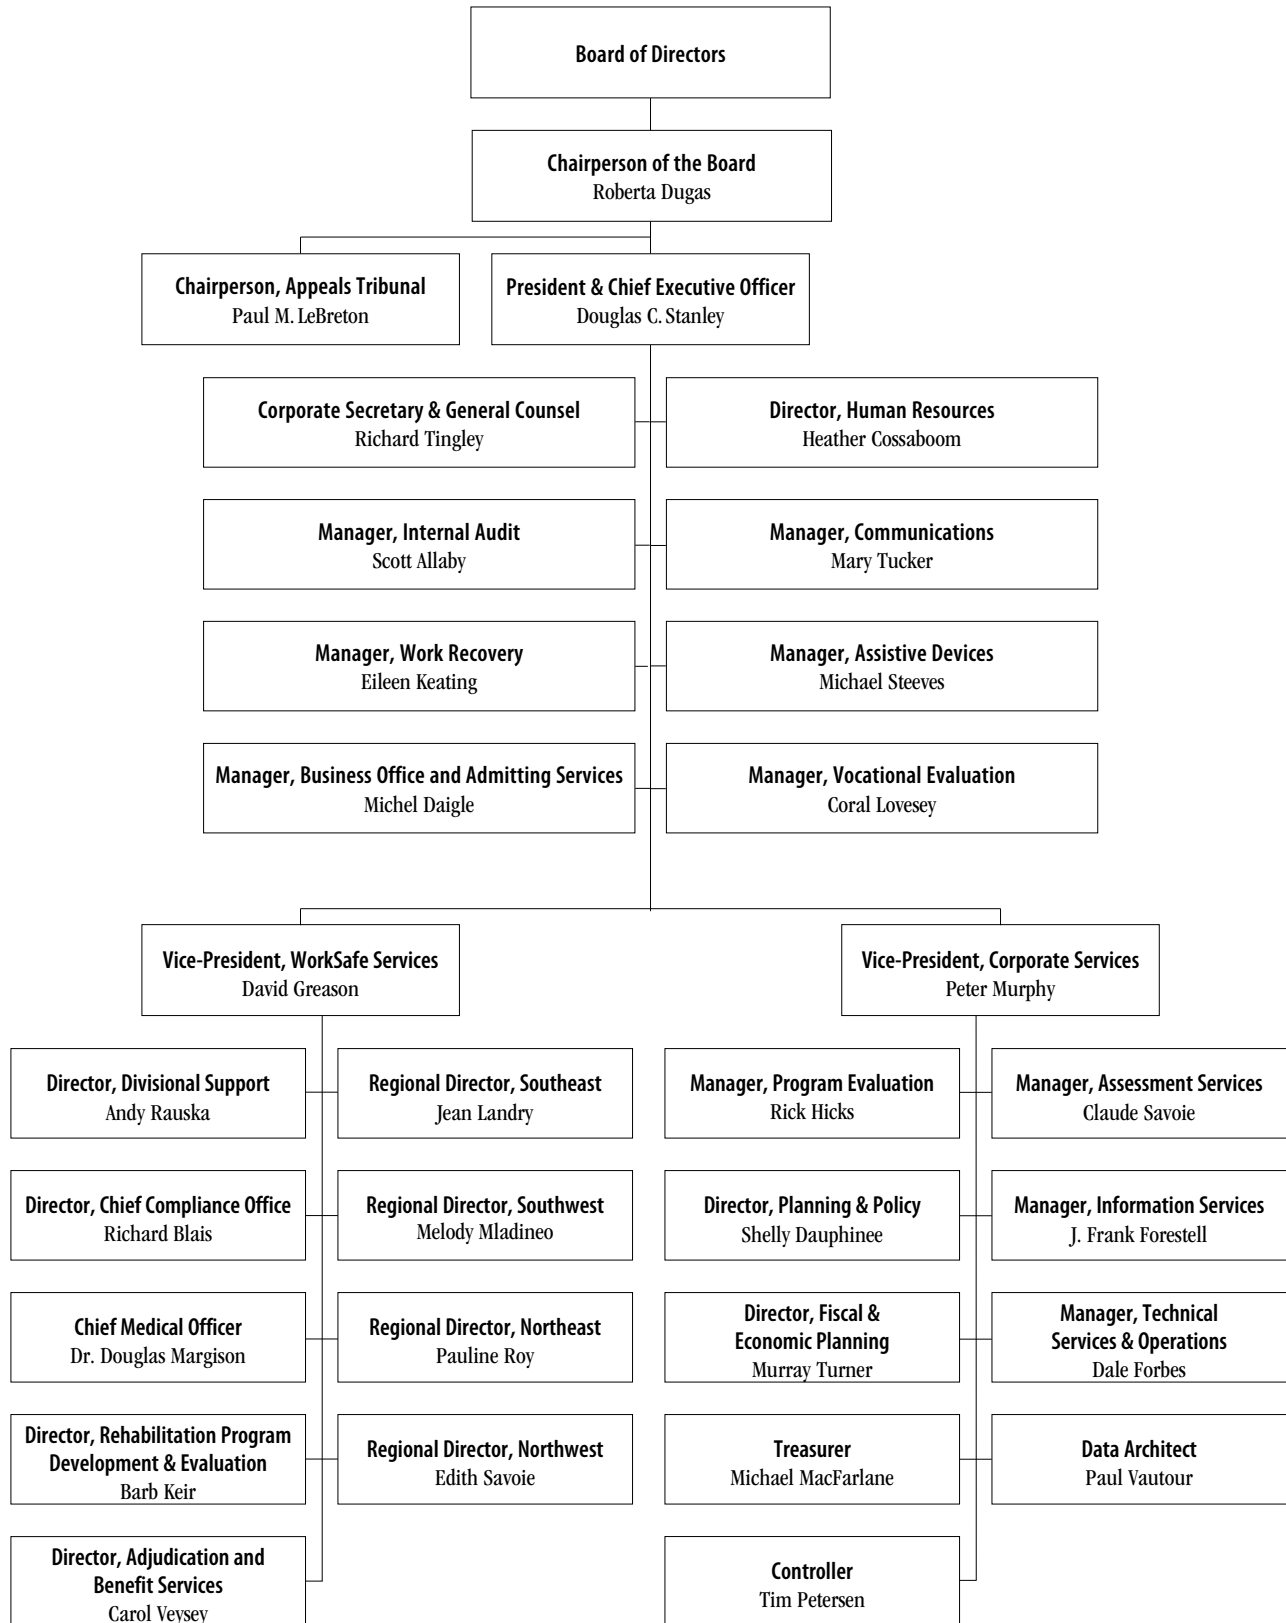 Board of Directors
Chairperson of the Board
Roberta Dugas
Chairperson, Appeals Tribunal
Paul M. LeBreton
President & Chief Executive Officer
Douglas C. Stanley
Corporate Secretary & General Counsel
Richard Tingley
Director, Human Resources
Heather Cossaboom
Manager, Internal Audit
Scott Allaby
Manager, Communications
Mary Tucker
Manager, Work Recovery
Eileen Keating
Manager, Assistive Devices
Michael Steeves
Manager, Business Office and Admitting Services
Michel Daigle
Manager, Vocational Evaluation
Coral Lovesey
Vice-President, WorkSafe Services
David Greason
Vice-President, Corporate Services
Peter Murphy
Director, Divisional Support
Andy Rauska
Regional Director, Southeast
Jean Landry
Manager, Program Evaluation
Rick Hicks
Manager, Assessment Services
Claude Savoie
Director, Chief Compliance Office
Richard Blais
Regional Director, Southwest
Melody Mladineo
Director, Planning & Policy
Shelly Dauphinee
Manager, Information Services
J. Frank Forestell
Chief Medical Officer
Dr. Douglas Margison
Regional Director, Northeast
Pauline Roy
Director, Fiscal &
Economic Planning
Murray Turner
Manager, Technical
Services & Operations
Dale Forbes
Director, Rehabilitation Program
Development & Evaluation
Barb Keir
Regional Director, Northwest
Edith Savoie
Treasurer
Michael MacFarlane
Data Architect
Paul Vautour
Director, Adjudication and
Benefit Services
Carol Veysey
Controller
Tim Petersen